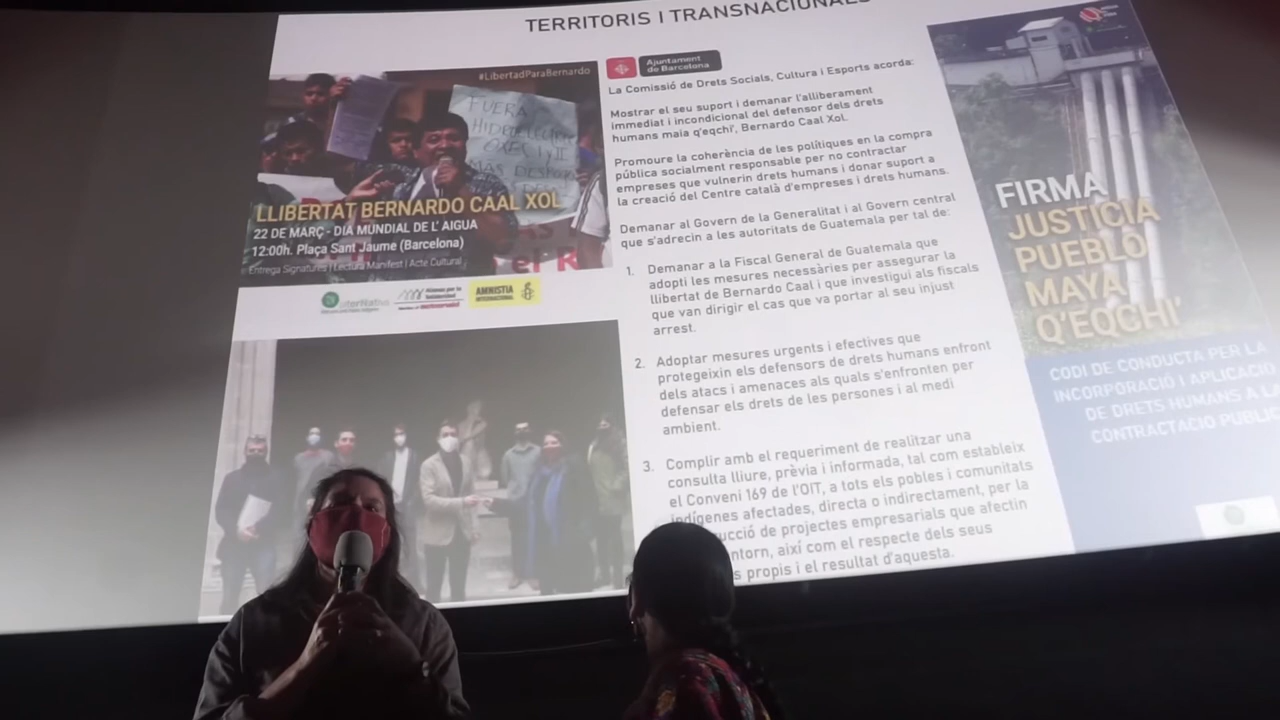 TERRITORIS I TRANSNACIONALS
#LibertadParaBernardo
FUERA
HIDROELECTRICA
OXEC I y II
LLIBERTAT BERNARDO CAAL XOL
22 DE MARÇ - DIA MUNDIAL DE L' AIGUA
12:00h. Plaça Sant Jaume (Barcelona)
Entrega Signatures | Lectura Manifest | Acte Cultural
AMNISTIA
INTERNACIONAL
Ajuntament
de Barcelona
La Comissió de Drets Socials, Cultura i Esports acorda:
Mostrar el seu suport i demanar l'alliberament
immediat i incondicional del defensor dels drets
humans maia q'eqchi', Bernardo Caal Xol.
Promoure la coherència de les polítiques en la compra
pública socialment responsable per no contractar
empreses que vulnerin drets humans i donar suport a
la creació del Centre català d'empreses i drets humans.
Demanar al Govern de la Generalitat i al Govern central
que s'adrecin a les autoritats de Guatemala per tal de:
1. Demanar a la Fiscal General de Guatemala que
adopti les mesures necessàries per assegurar la
llibertat de Bernardo Caal i que investigui als fiscals
que van dirigir el cas que va portar al seu injust
arrest.
2. Adoptar mesures urgents i efectives que
protegeixin els defensors de drets humans enfront
dels atacs i amenaces als quals s'enfronten per
defensar els drets de les persones i al medi
ambient.
3. Complir amb el requeriment de realitzar una
consulta lliure, prèvia i informada, tal com estableix
el Conveni 169 de l'OIT, a tots els pobles i comunitats
indígenes afectades, directa o indirectament, per la
ucció de projectes empresarials que afectin
ntorn, així com el respecte dels seus
s propis i el resultat d'aquesta.
FIRMA
JUSTICIA
PUEBLO
MAYA
Q'EQCHI'
CODI DE CONDUCTA PER LA
INCORPORACIÓ I APLICACIÓ
DE DRETS HUMANS A LA
CONTRACTACIÓ PUBLIC